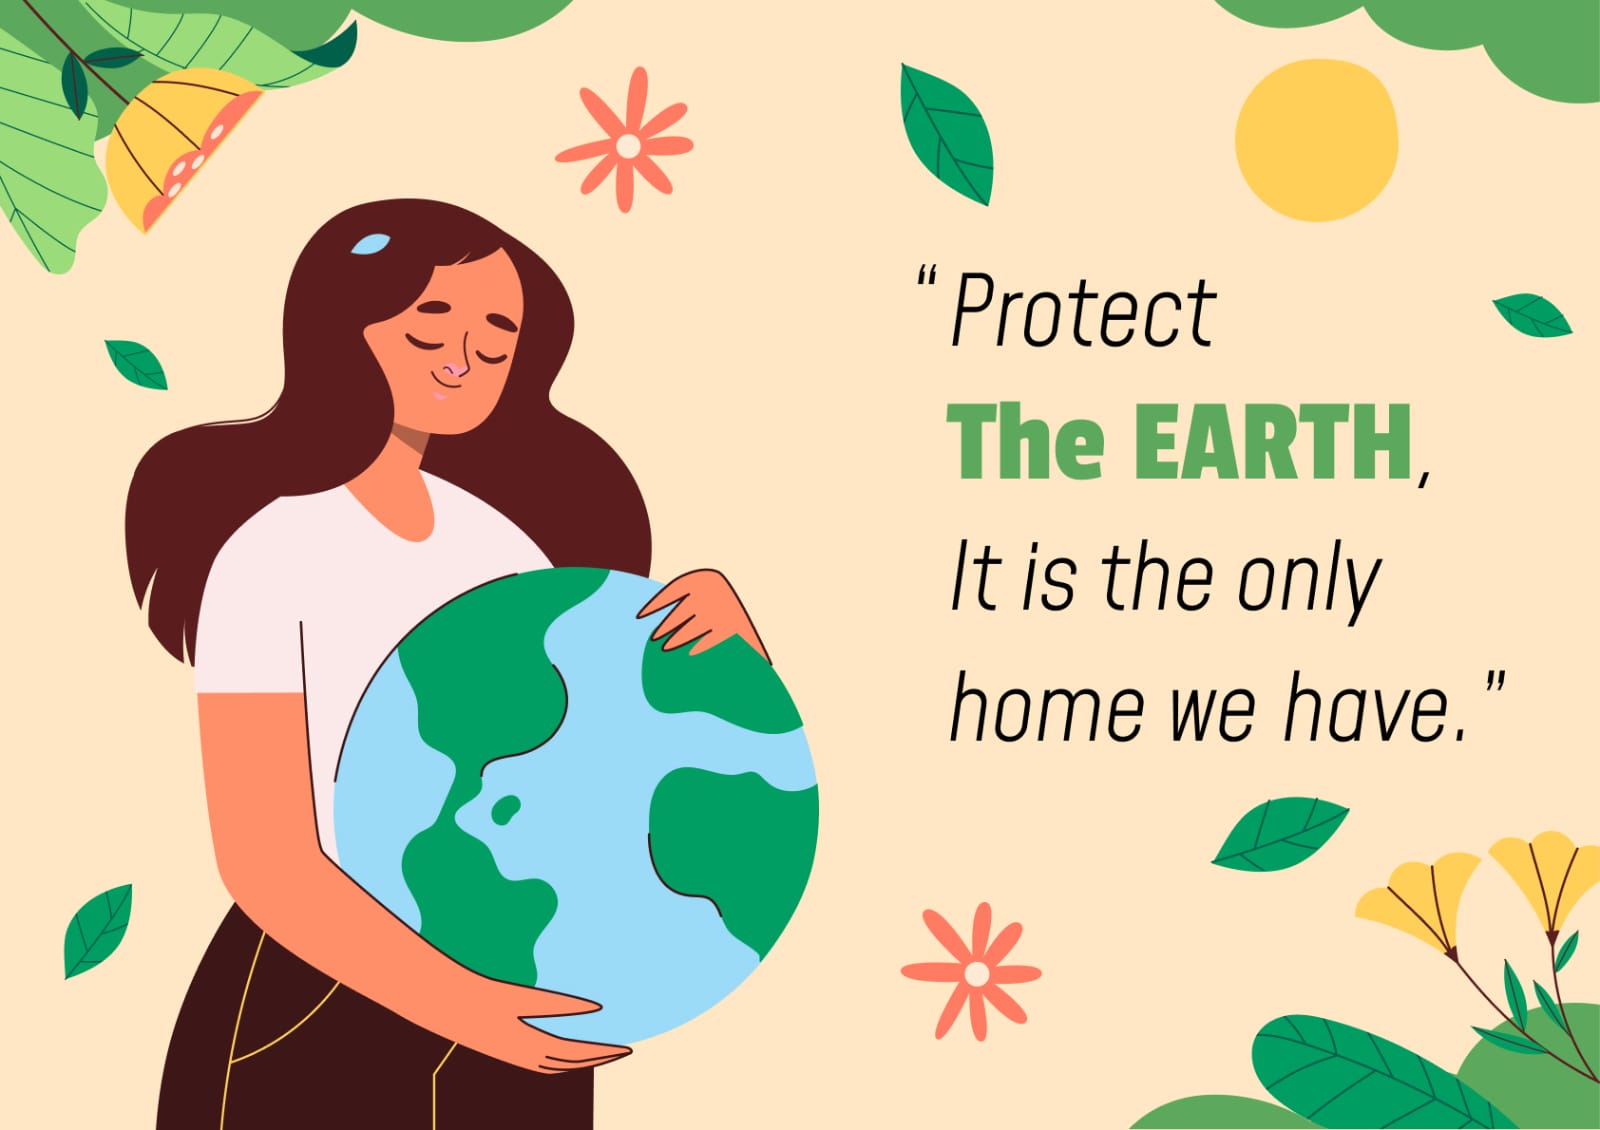 “ Protect
The EARTH,
It is the only
home we have.”